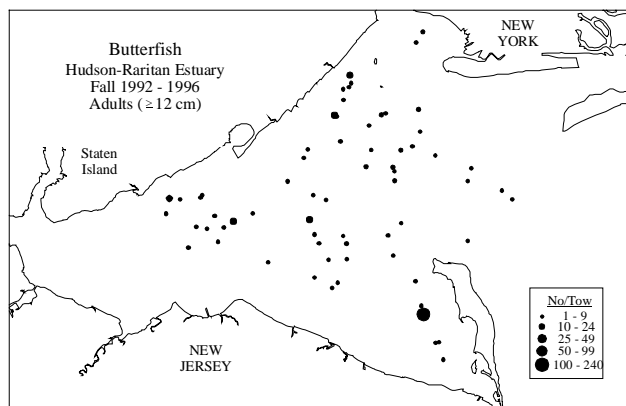 Butterfish
Hudson-Raritan Estuary
Fall 1992 - 1996
Adults (≥12 cm)
NEW
YORK
Staten
Island
NEW
JERSEY
No/Tow
1 - 9
10 - 24
25 - 49
50 - 99
100 - 240